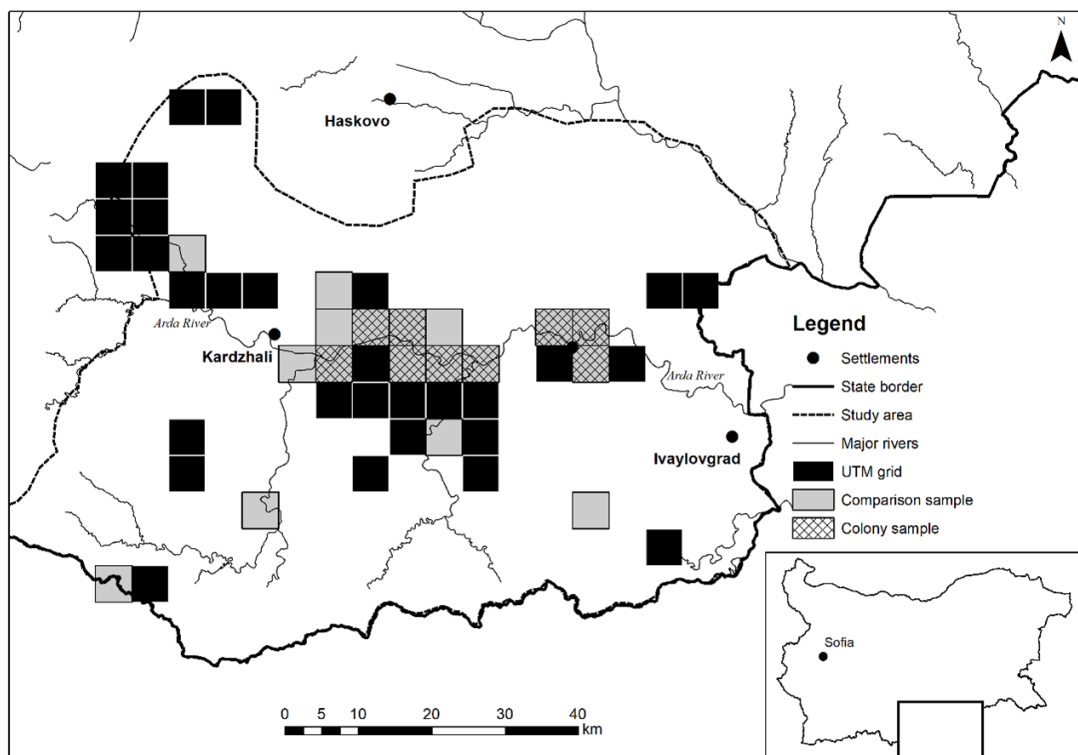 N
Haskovo
Arda River
Kardzhali
Arda River
Ivaylovgrad
Legend
Settlements
State border
Study area
Major rivers
UTM grid
Comparison sample
Colony sample
Sofia
0 5 10 20 30 40
km